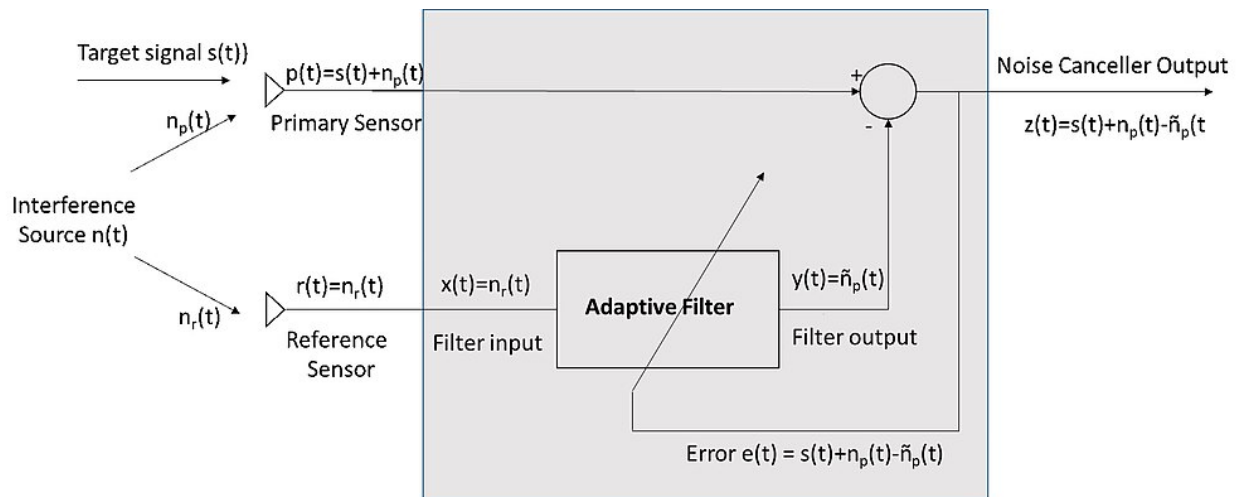 Target signal s(t))
p(t)=s(t)+nₚ(t)
+
Noise Canceller Output
nₚ(t)
Primary Sensor
-
z(t)=s(t)+nₚ(t)-ñₚ(t
Interference
Source n(t)
r(t)=nᵣ(t)
x(t)=nᵣ(t)
Adaptive Filter
y(t)=ñₚ(t)
nᵣ(t)
Reference
Sensor
Filter input
Filter output
Error e(t) = s(t)+nₚ(t)-ñₚ(t)